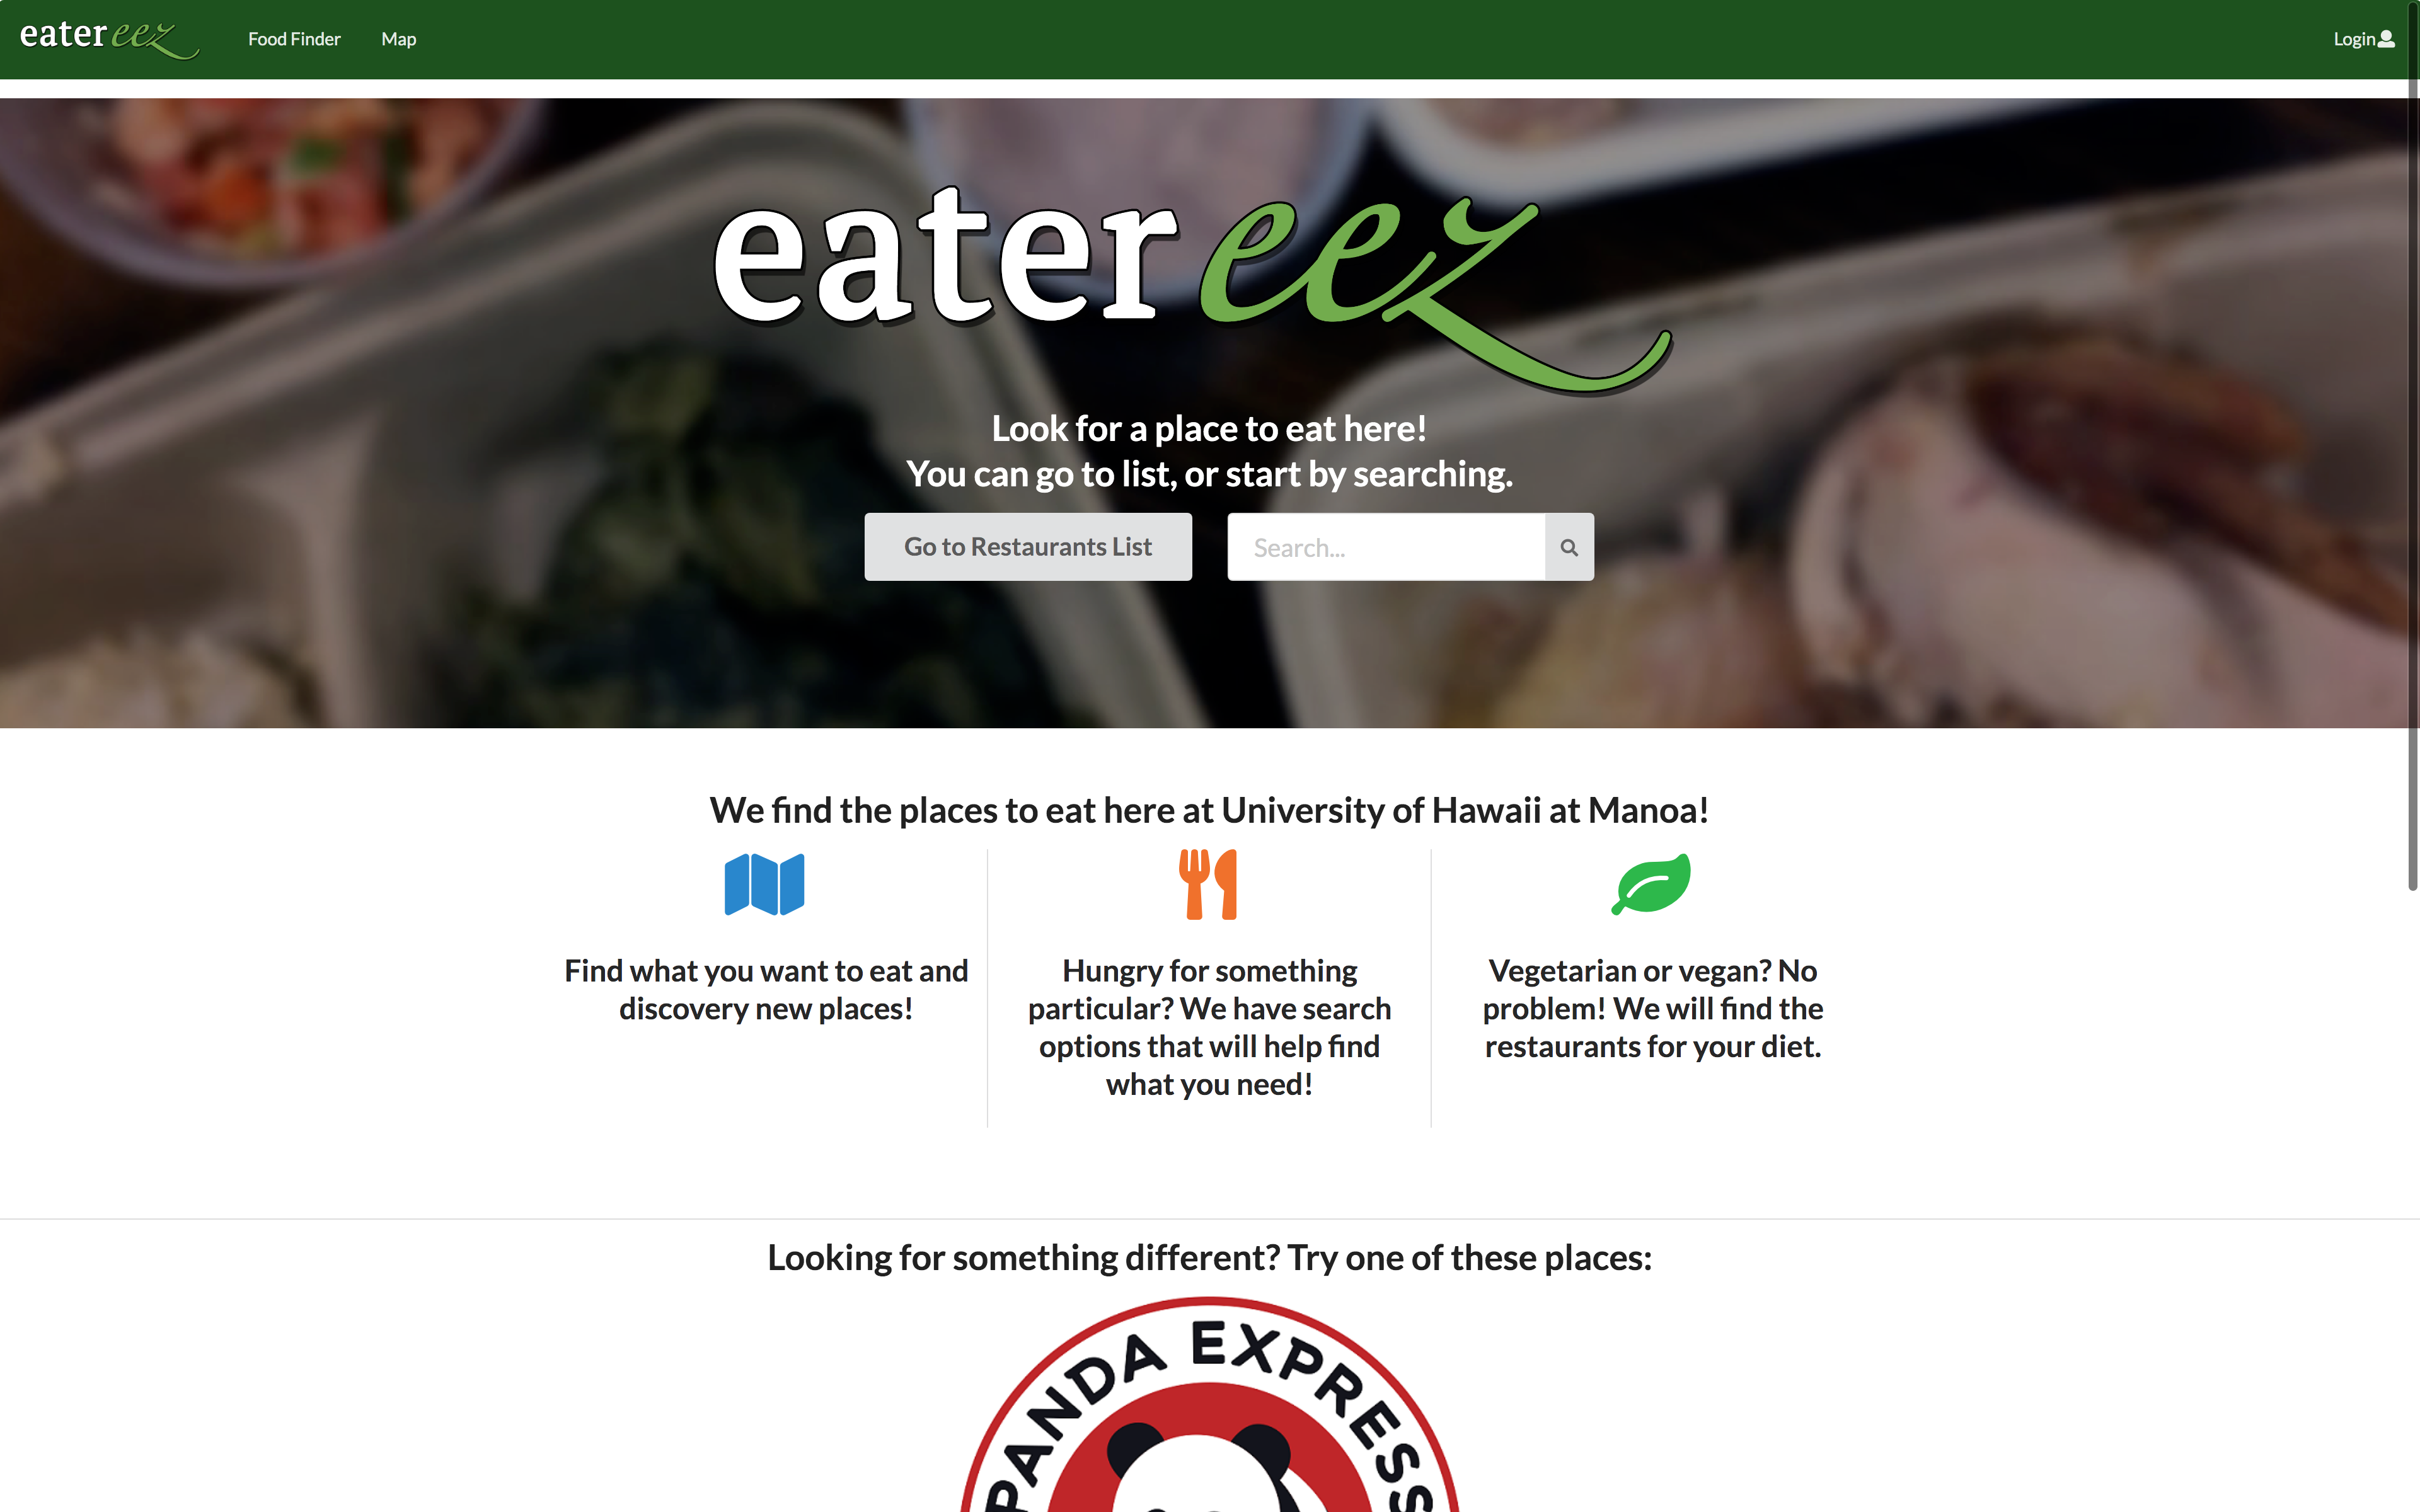 eatereez
Food Finder
Map
Login
eatereez
Look for a place to eat here!
You can go to list, or start by searching.
Go to Restaurants List
Search...
We find the places to eat here at University of Hawaii at Manoa!
Find what you want to eat and
discovery new places!
Hungry for something
particular? We have search
options that will help find
what you need!
Vegetarian or vegan? No
problem! We will find the
restaurants for your diet.
Looking for something different? Try one of these places:
PANDA EXPRESS